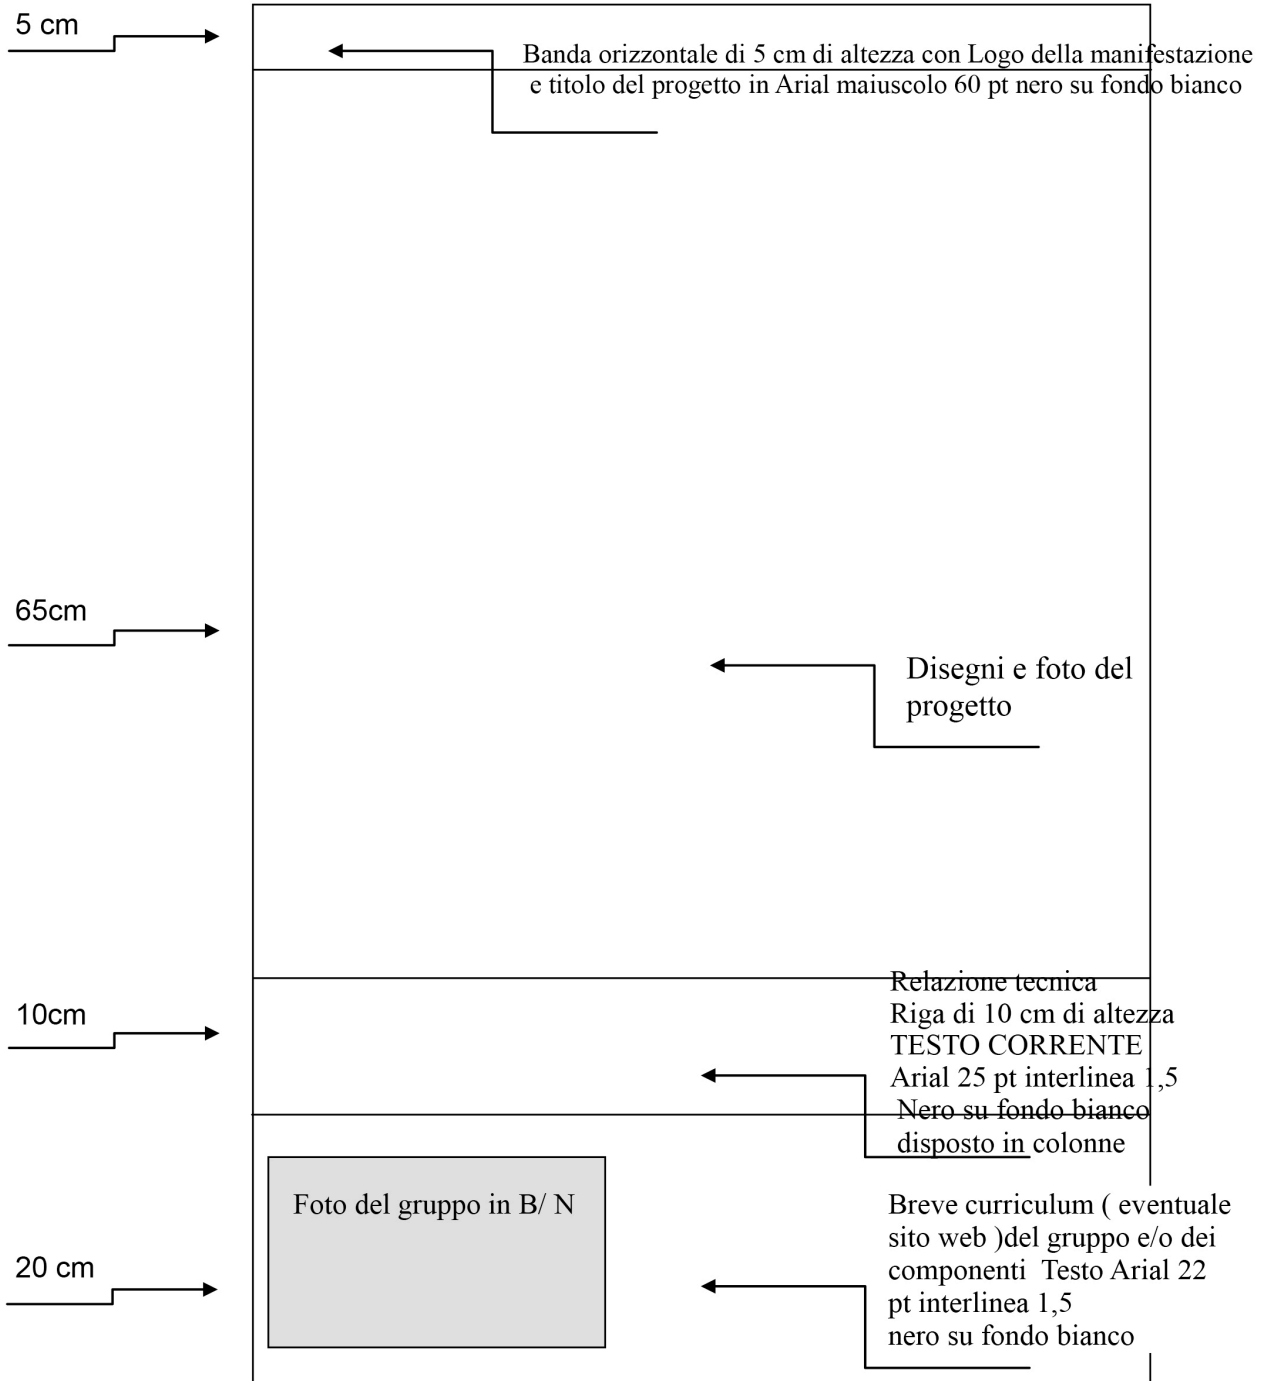 5 cm
Banda orizzontale di 5 cm di altezza con Logo della manifestazione
e titolo del progetto in Arial maiuscolo 60 pt nero su fondo bianco
65cm
Disegni e foto del
progetto
10cm
Relazione tecnica
Riga di 10 cm di altezza
TESTO CORRENTE
Arial 25 pt interlinea 1,5
Nero su fondo bianco
disposto in colonne
Foto del gruppo in B/ N
20 cm
Breve curriculum ( eventuale
sito web )del gruppo e/o dei
componenti  Testo Arial 22
pt interlinea 1,5
nero su fondo bianco